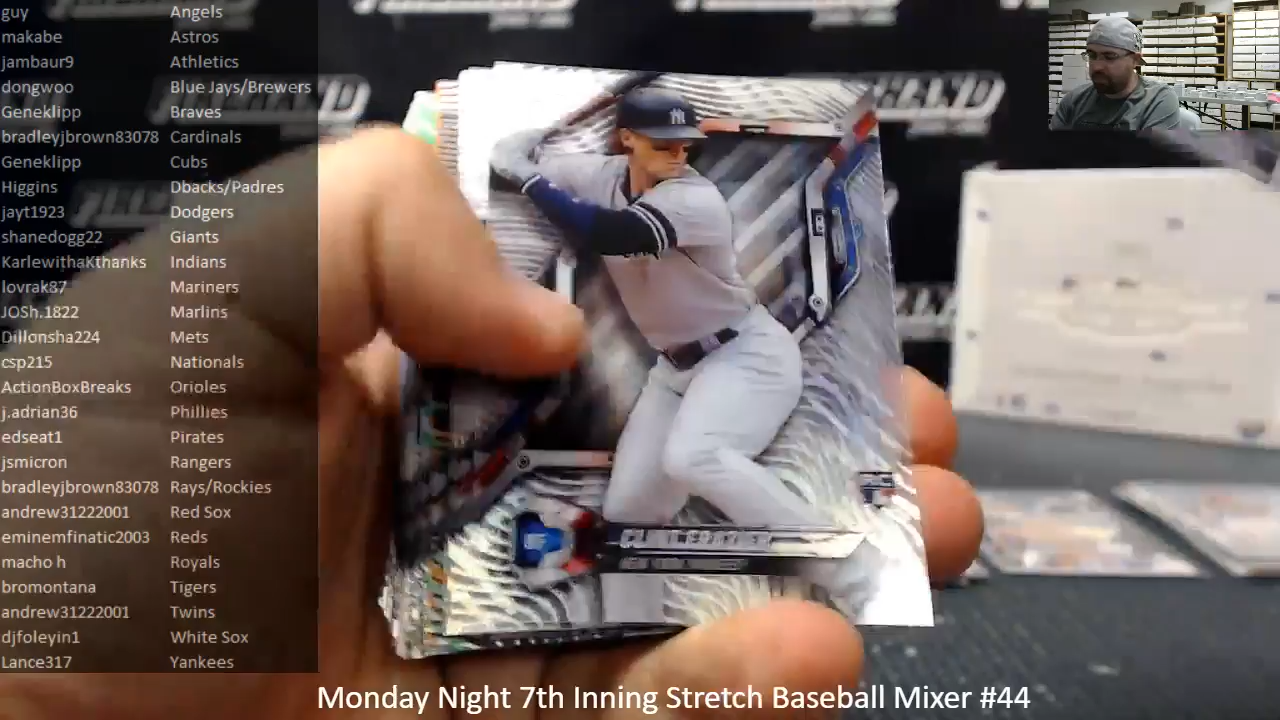 guy Angels
makabe Astros
jambaur9 Athletics
dongwoo Blue Jays/Brewers
Geneklipp Braves
bradleyjbrown83078 Cardinals
Geneklipp Cubs
Higgins Dbacks/Padres
jayt1923 Dodgers
shanedogg22 Giants
KarlewithaKthanks Indians
lovrak87 Mariners
JOSh.1822 Marlins
Dillonsha224 Mets
csp215 Nationals
ActionBoxBreaks Orioles
j.adrian36 Phillies
edseat1 Pirates
jsmicron Rangers
bradleyjbrown83078 Rays/Rockies
andrew31222001 Red Sox
eminemfinatic2003 Reds
macho h Royals
bromontana Tigers
andrew31222001 Twins
djfoleyin1 White Sox
Lance317 Yankees
CLINT FRAZIER
Monday Night 7th Inning Stretch Baseball Mixer #44